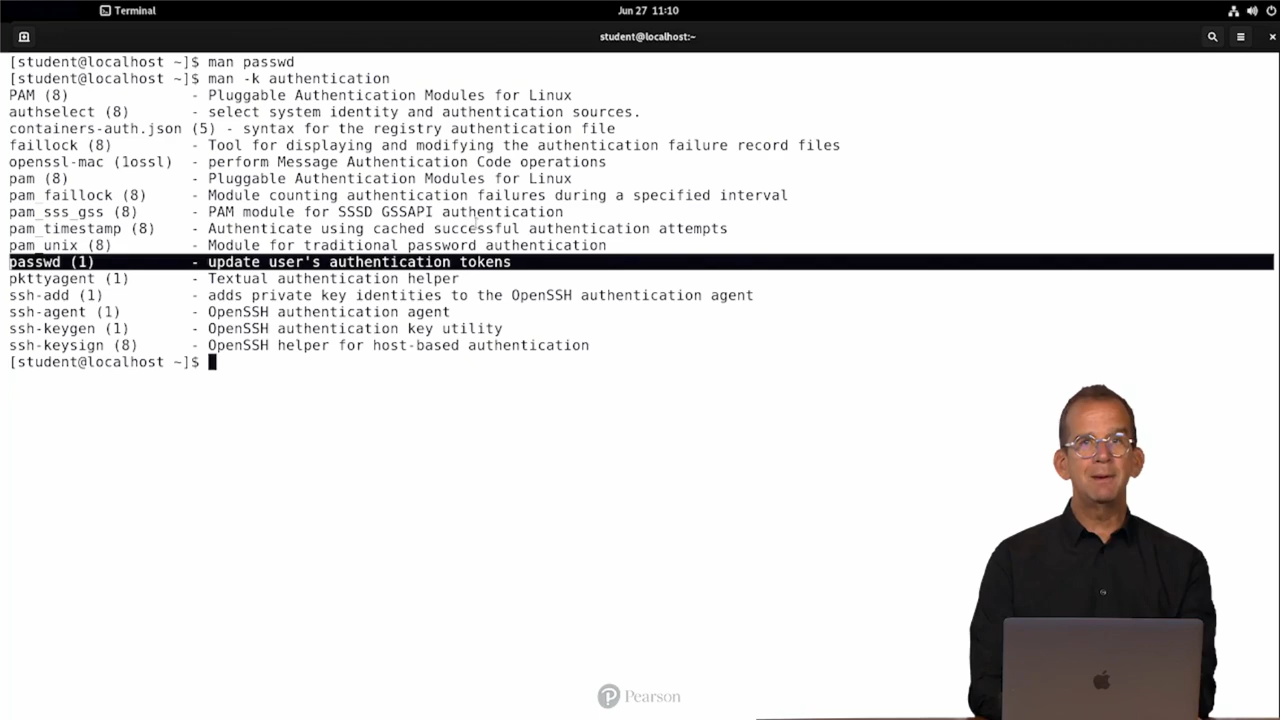 Terminal
Jun 27 11:10
student@localhost:~
[student@localhost ~]$ man passwd
[student@localhost ~]$ man -k authentication
PAM (8) - Pluggable Authentication Modules for Linux
authselect (8) - select system identity and authentication sources.
containers-auth.json (5) - syntax for the registry authentication file
faillock (8) - Tool for displaying and modifying the authentication failure record files
openssl-mac (1ossl) - perform Message Authentication Code operations
pam (8) - Pluggable Authentication Modules for Linux
pam_faillock (8) - Module counting authentication failures during a specified interval
pam_sss_gss (8) - PAM module for SSSD GSSAPI authentication
pam_timestamp (8) - Authenticate using cached successful authentication attempts
pam_unix (8) - Module for traditional password authentication
passwd (1) - update user's authentication tokens
pkttyagent (1) - Textual authentication helper
ssh-add (1) - adds private key identities to the OpenSSH authentication agent
ssh-agent (1) - OpenSSH authentication agent
ssh-keygen (1) - OpenSSH authentication key utility
ssh-keysign (8) - OpenSSH helper for host-based authentication
[student@localhost ~]$
Pearson